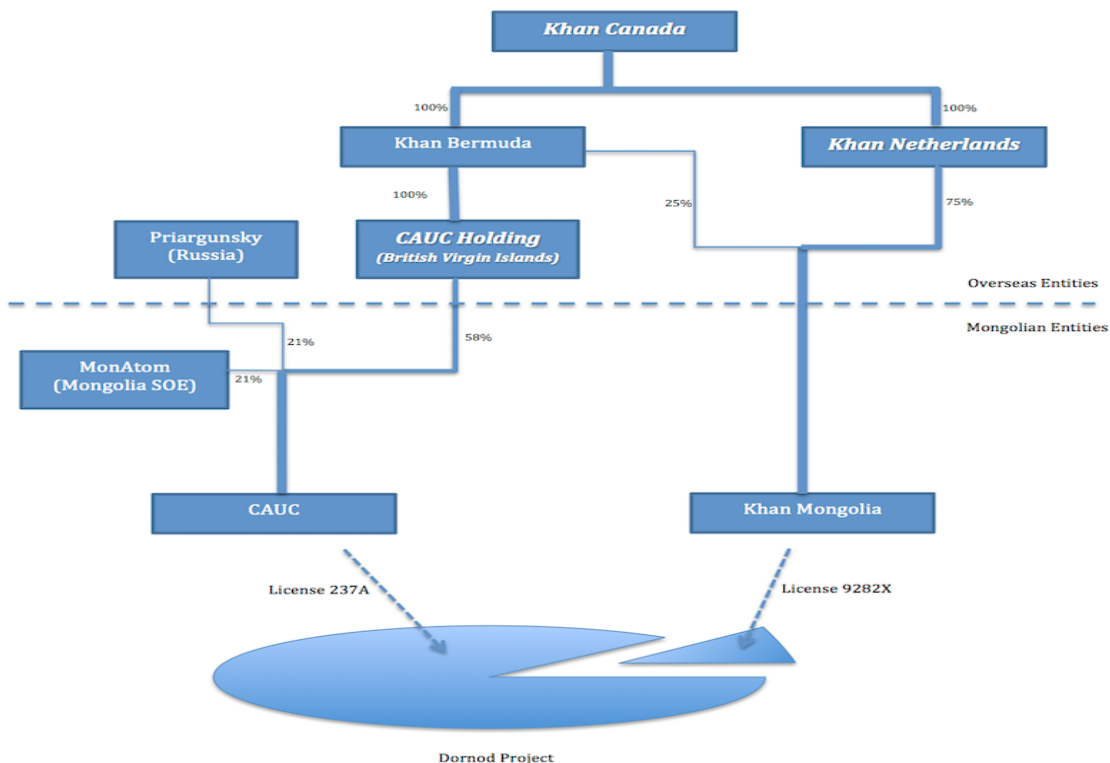 Khan Canada
100%
100%
Khan Bermuda
Khan Netherlands
100%
25%
75%
Priargunsky
(Russia)
CAUC Holding
(British Virgin Islands)
Overseas Entities
Mongolian Entities
21%
58%
MonAtom
(Mongolia SOE)
21%
CAUC
Khan Mongolia
License 237A
License 9282X
Dornod Project